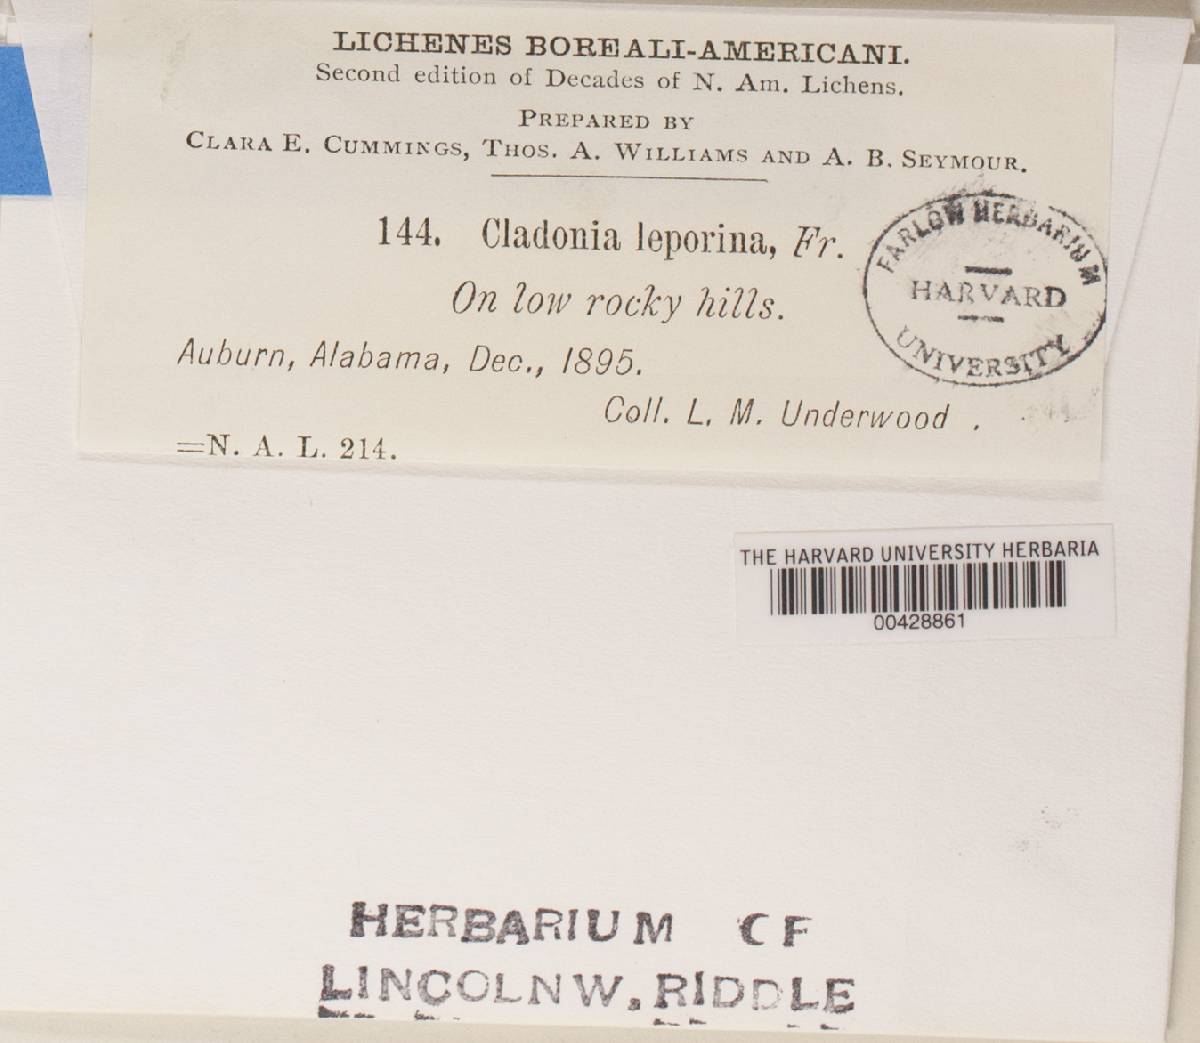 LICHENES BOREALI-AMERICANI.
Second edition of Decades of N. Am. Lichens.
PREPARED BY
CLARA E. CUMMINGS, THOS. A. WILLIAMS AND A. B. SEYMOUR.
144. Cladonia leporina, Fr.
On low rocky hills.
Auburn, Alabama, Dec., 1895.
Coll. L. M. Underwood .
=N. A. L. 214.
FARLOW HERBARIUM
HARVARD
UNIVERSITY
THE HARVARD UNIVERSITY HERBARIA
00428861
HERBARIUM OF
LINCOLN W. RIDDLE